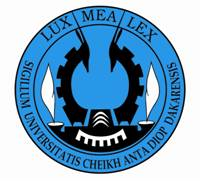 LUX MEA LEX
SIGILLUM UNIVERSITATIS CHEIKH ANTA DIOP DAKARENSIS